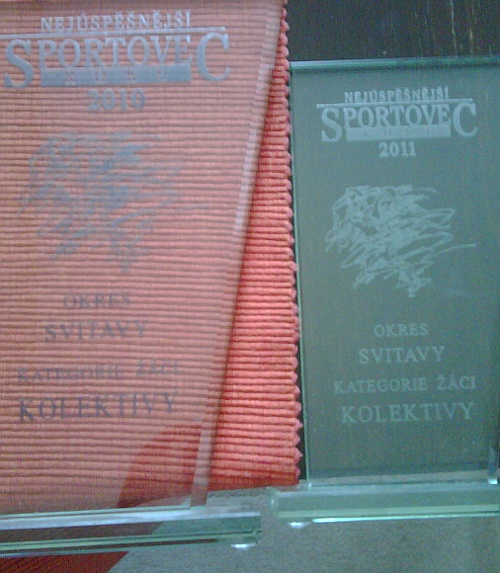 NEJÚSPĚŠNĚJŠÍ
SPORTOVEC
2010
OKRES
SVITAVY
KATEGORIE ŽÁCI
KOLEKTIVY
NEJÚSPĚŠNĚJŠÍ
SPORTOVEC
2011
OKRES
SVITAVY
KATEGORIE ŽÁCI
KOLEKTIVY